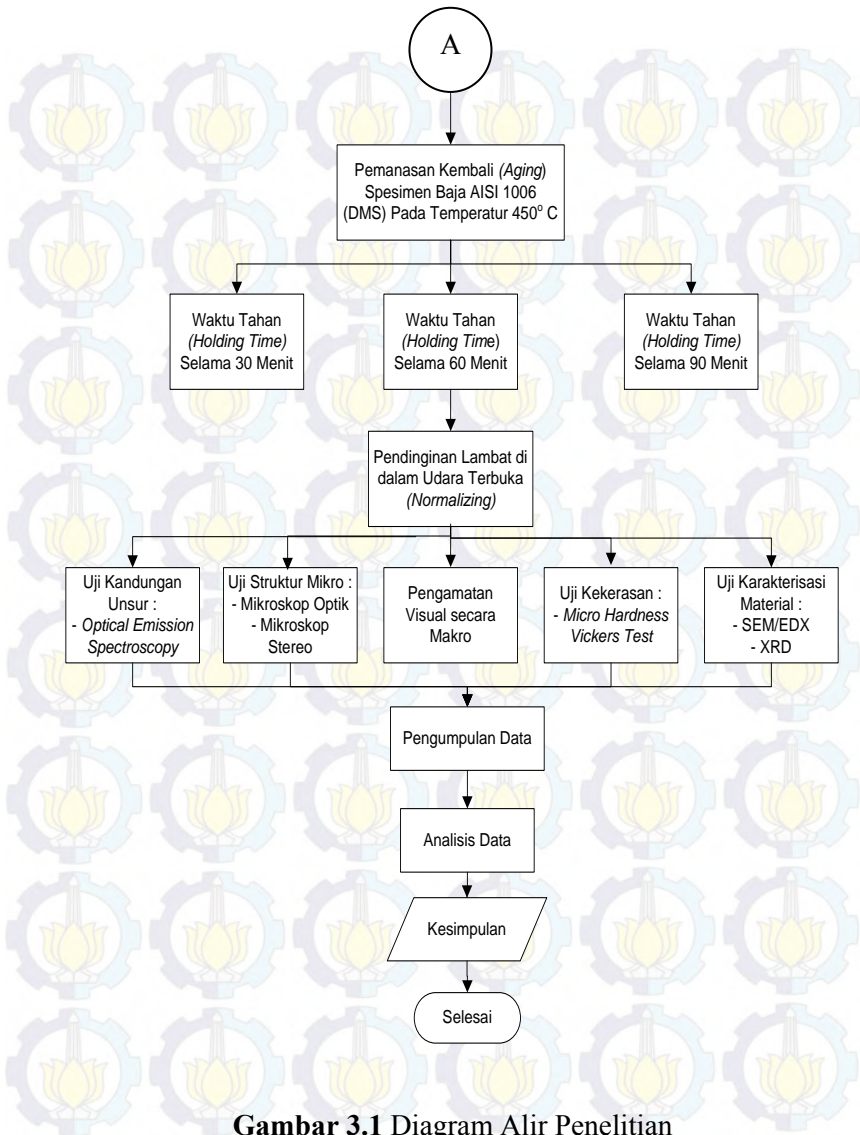 A
Pemanasan Kembali (Aging)
Spesimen Baja AISI 1006
(DMS) Pada Temperatur 450° C
Waktu Tahan
(Holding Time)
Selama 30 Menit
Waktu Tahan
(Holding Time)
Selama 60 Menit
Waktu Tahan
(Holding Time)
Selama 90 Menit
Pendinginan Lambat di
dalam Udara Terbuka
(Normalizing)
Uji Kandungan
Unsur :
- Optical Emission
Spectroscopy
Uji Struktur Mikro :
- Mikroskop Optik
- Mikroskop
Stereo
Pengamatan
Visual secara
Makro
Uji Kekerasan :
- Micro Hardness
Vickers Test
Uji Karakterisasi
Material :
- SEM/EDX
- XRD
Pengumpulan Data
Analisis Data
Kesimpulan
Selesai
Gambar 3.1 Diagram Alir Penelitian